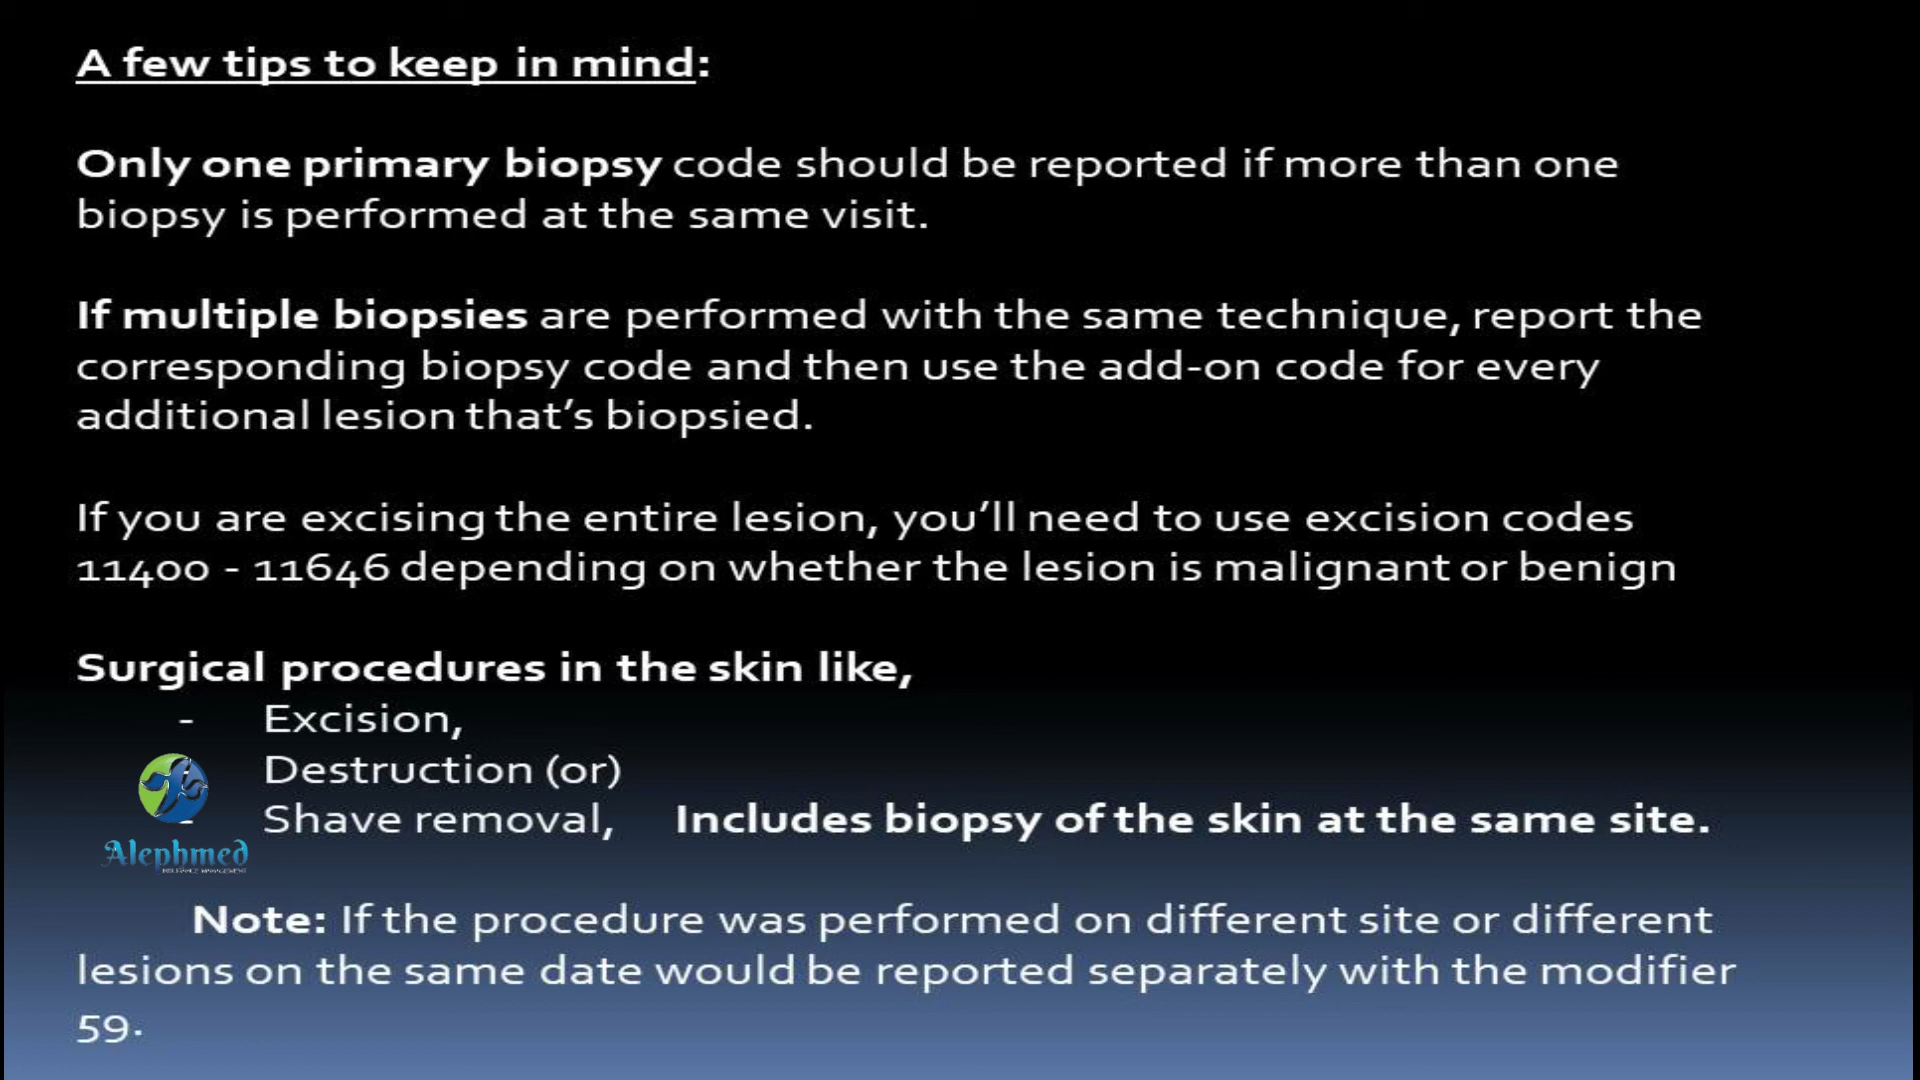 A few tips to keep in mind:
Only one primary biopsy code should be reported if more than one
biopsy is performed at the same visit.
If multiple biopsies are performed with the same technique, report the
corresponding biopsy code and then use the add-on code for every
additional lesion that's biopsied.
If you are excising the entire lesion, you'll need to use excision codes
11400 - 11646 depending on whether the lesion is malignant or benign
Surgical procedures in the skin like,
- Excision,
Destruction (or)
- Shave removal, Includes biopsy of the skin at the same site.
Alephmed
Note: If the procedure was performed on different site or different
lesions on the same date would be reported separately with the modifier
59.